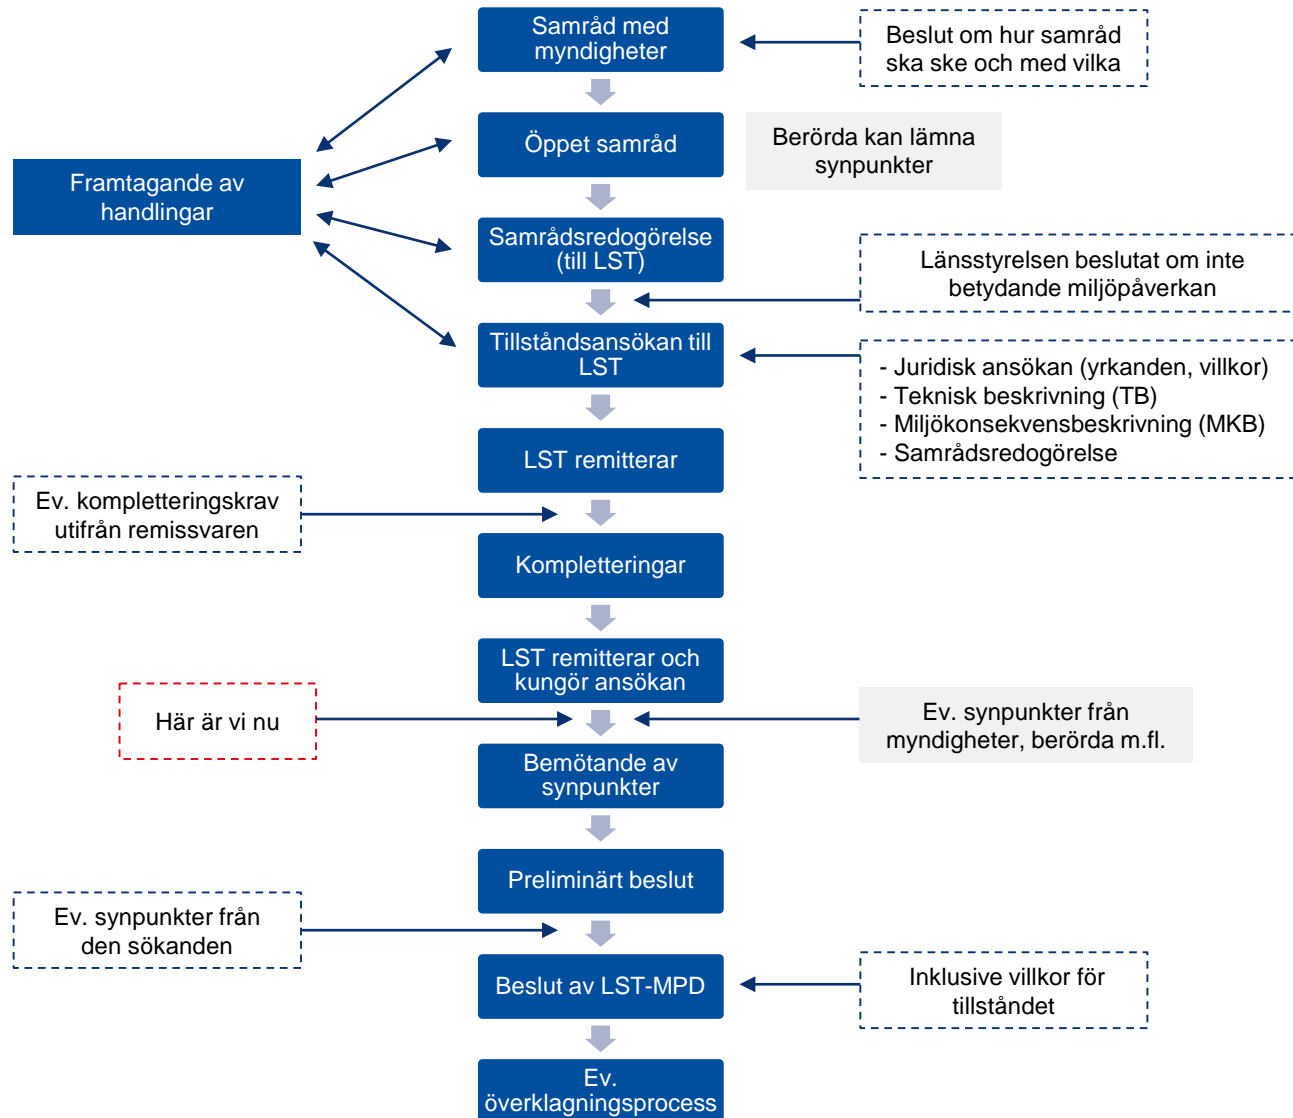 Samråd med
myndigheter
Beslut om hur samråd
ska ske och med vilka
Öppet samråd
Berörda kan lämna
synpunkter
Framtagande av
handlingar
Samrådsredogörelse
(till LST)
Länsstyrelsen beslutat om inte
betydande miljöpåverkan
Tillståndsansökan till
LST
- Juridisk ansökan (yrkanden, villkor)
- Teknisk beskrivning (TB)
- Miljökonsekvensbeskrivning (MKB)
- Samrådsredogörelse
LST remitterar
Ev. kompletteringskrav
utifrån remissvaren
Kompletteringar
LST remitterar och
kungör ansökan
Här är vi nu
Ev. synpunkter från
myndigheter, berörda m.fl.
Bemötande av
synpunkter
Preliminärt beslut
Ev. synpunkter från
den sökanden
Beslut av LST-MPD
Inklusive villkor för
tillståndet
Ev.
överklagningsprocess